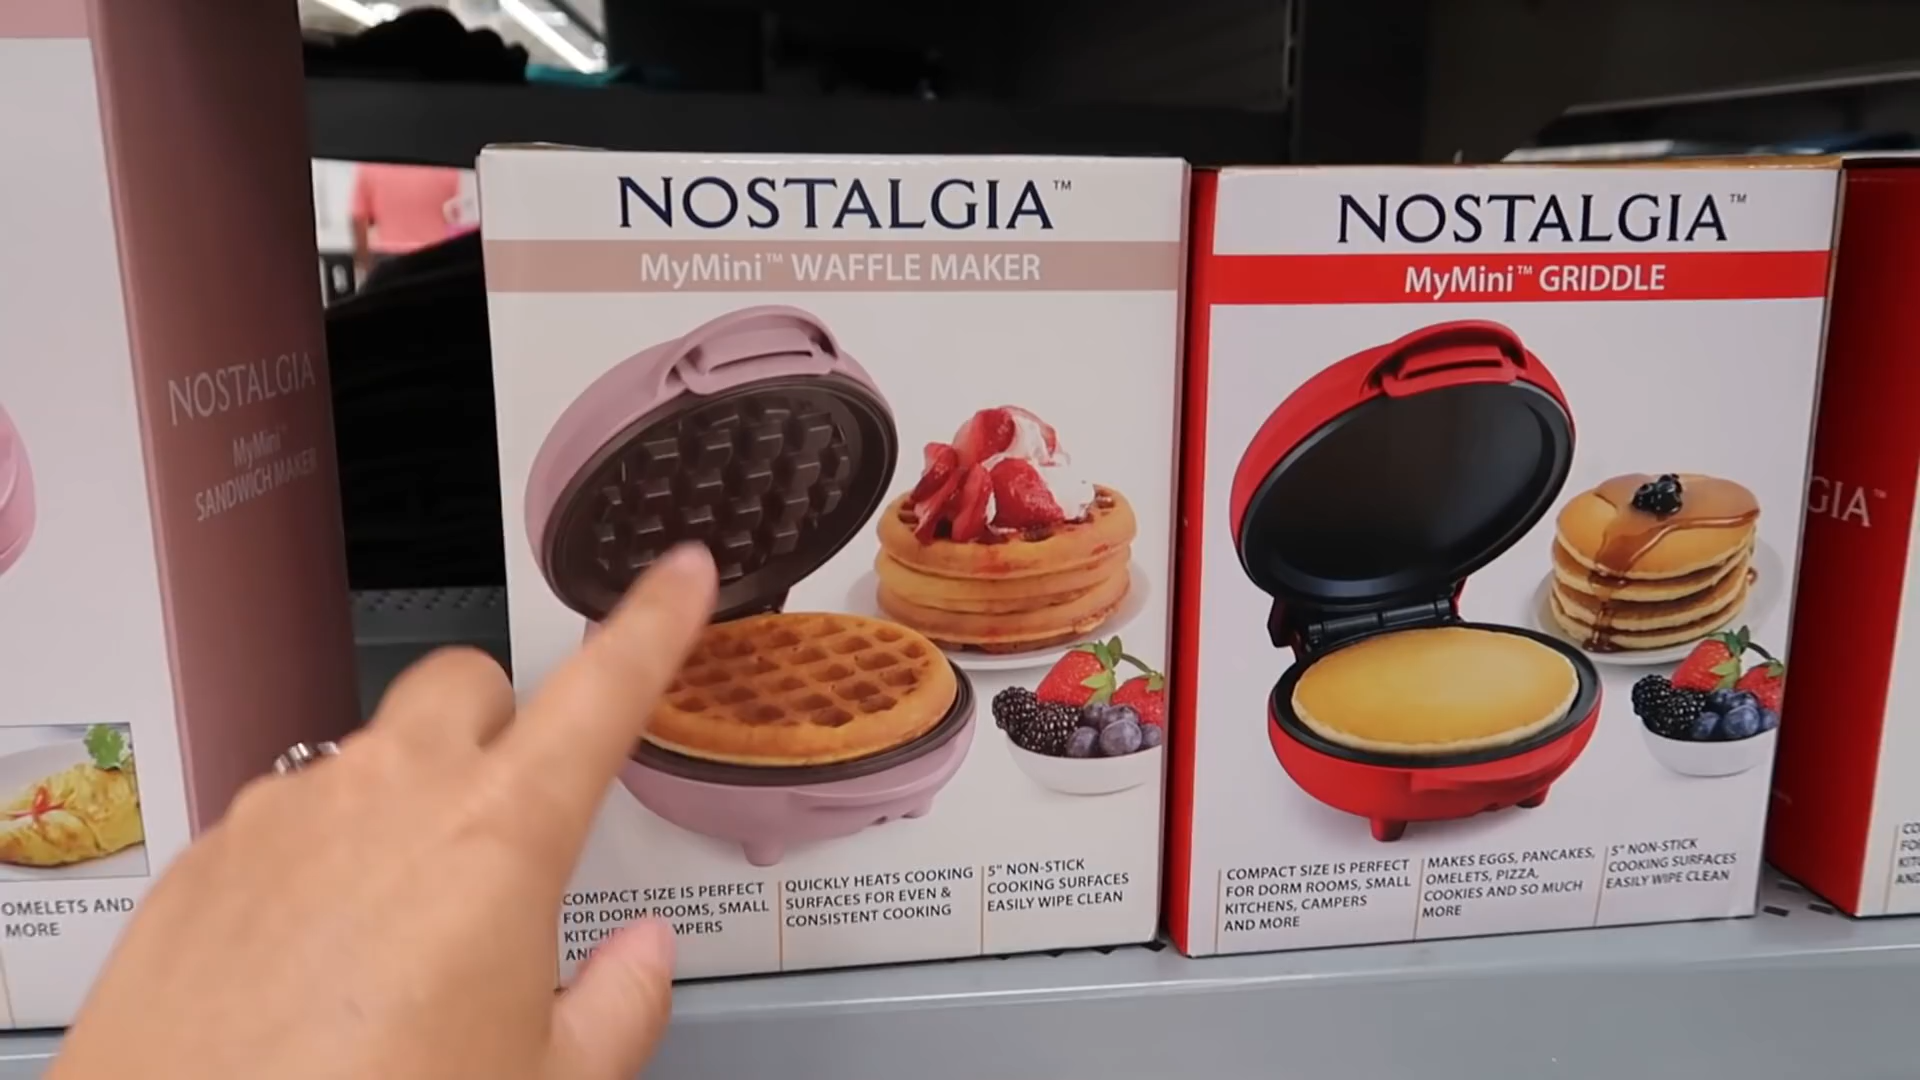 NOSTALGIA
MyMini™
SANDWICH MAKER
OMELETS AND
MORE
NOSTALGIA™
MyMini™ WAFFLE MAKER
COMPACT SIZE IS PERFECT
FOR DORM ROOMS, SMALL
QUICKLY HEATS COOKING
SURFACES FOR EVEN &
CONSISTENT COOKING
5" NON-STICK
COOKING SURFACES
EASILY WIPE CLEAN
NOSTALGIA™
MyMini™ GRIDDLE
COMPACT SIZE IS PERFECT
FOR DORM ROOMS, SMALL
KITCHENS, CAMPERS
AND MORE
MAKES EGGS, PANCAKES,
OMELETS, PIZZA,
COOKIES AND SO MUCH
MORE
5" NON-STICK
COOKING SURFACES
EASILY WIPE CLEAN
GIA™